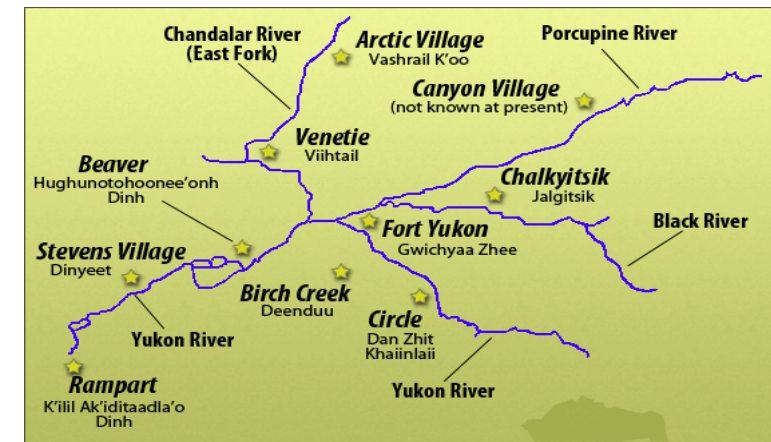 Chandalar River
(East Fork)
Arctic Village
Vashrail K'oo
Porcupine River
Canyon Village
(not known at present)
Venetie
Viihtail
Beaver
Hughunotohoonee'onh
Dinh
Chalkyitsik
Jalgitsik
Black River
Fort Yukon
Gwichyaa Zhee
Stevens Village
Dinyeet
Birch Creek
Deenduu
Circle
Dan Zhit
Khaiinlaii
Yukon River
Yukon River
Rampart
K'ilil Ak'iditaadla'o
Dinh